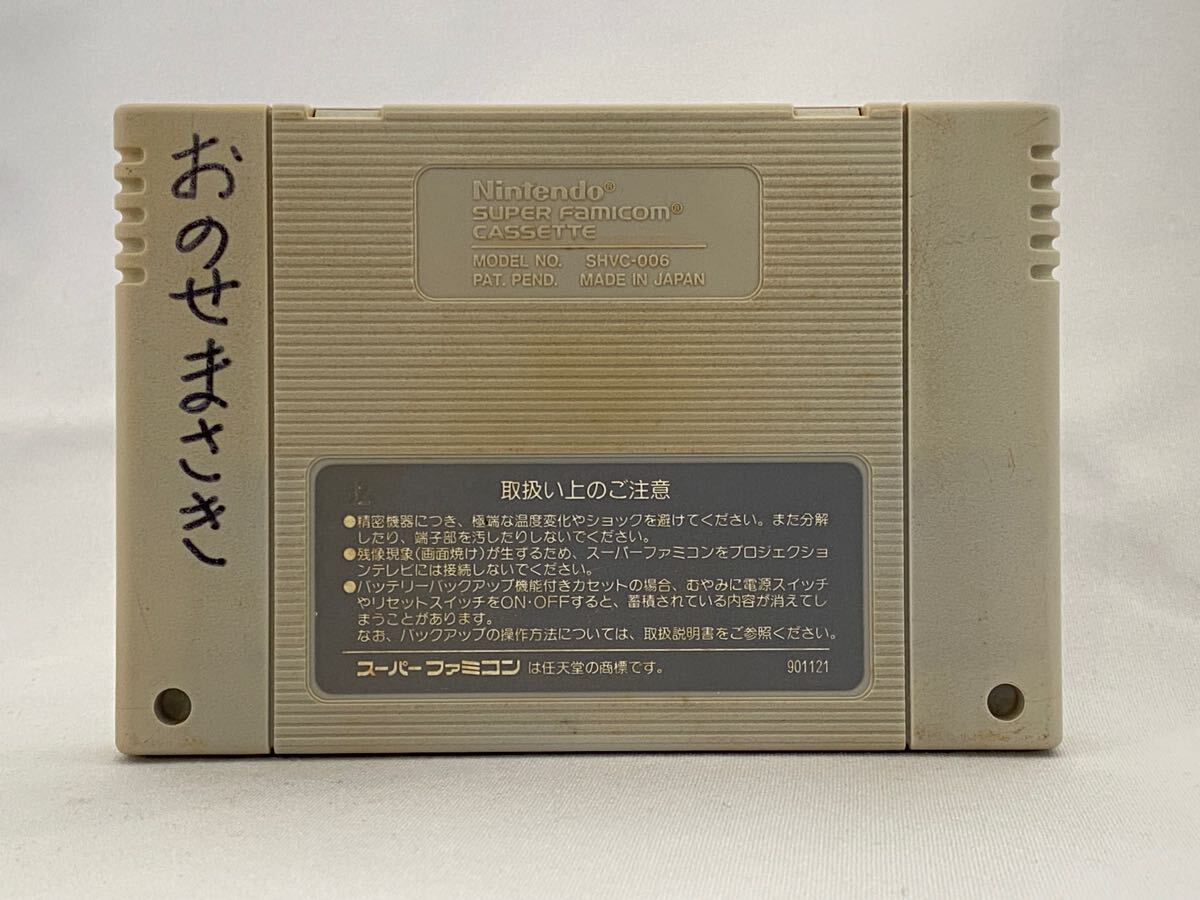 おのせまさき
Nintendo®
SUPER FAMICOM®
CASSETTE
MODEL NO. SHVC-006
PAT. PEND. MADE IN JAPAN
取扱い上のご注意
●精密機器につき、極端な温度変化やショックを避けてください。また分解
したり、端子部を汚したりしないでください。
●残像現象(画面焼け)が生ずるため、スーパーファミコンをプロジェクショ
ンテレビには接続しないでください。
●バッテリーバックアップ機能付きカセットの場合、むやみに電源スイッチ
やリセットスイッチをON・OFFすると、蓄積されている内容が消えてし
まうことがあります。
なお、バックアップの操作方法については、取扱説明書をご参照ください。
スーパーファミコンは任天堂の商標です。 901121